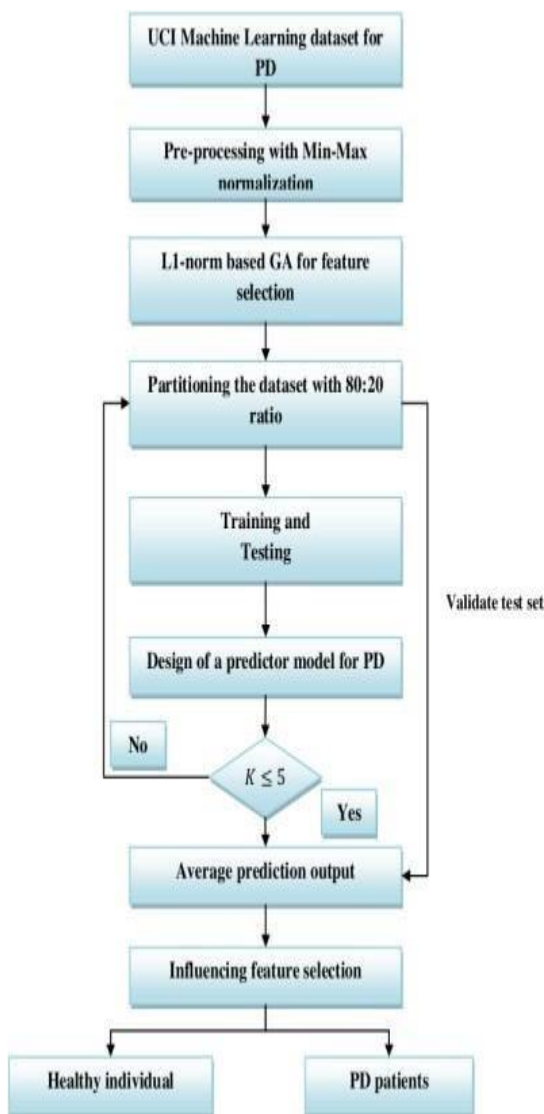 UCI Machine Learning dataset for
PD
Pre-processing with Min-Max
normalization
L1-norm based GA for feature
selection
Partitioning the dataset with 80:20
ratio
Training and
Testing
Validate test set
Design of a predictor model for PD
No
K ≤ 5
Yes
Average prediction output
Influencing feature selection
Healthy individual
PD patients